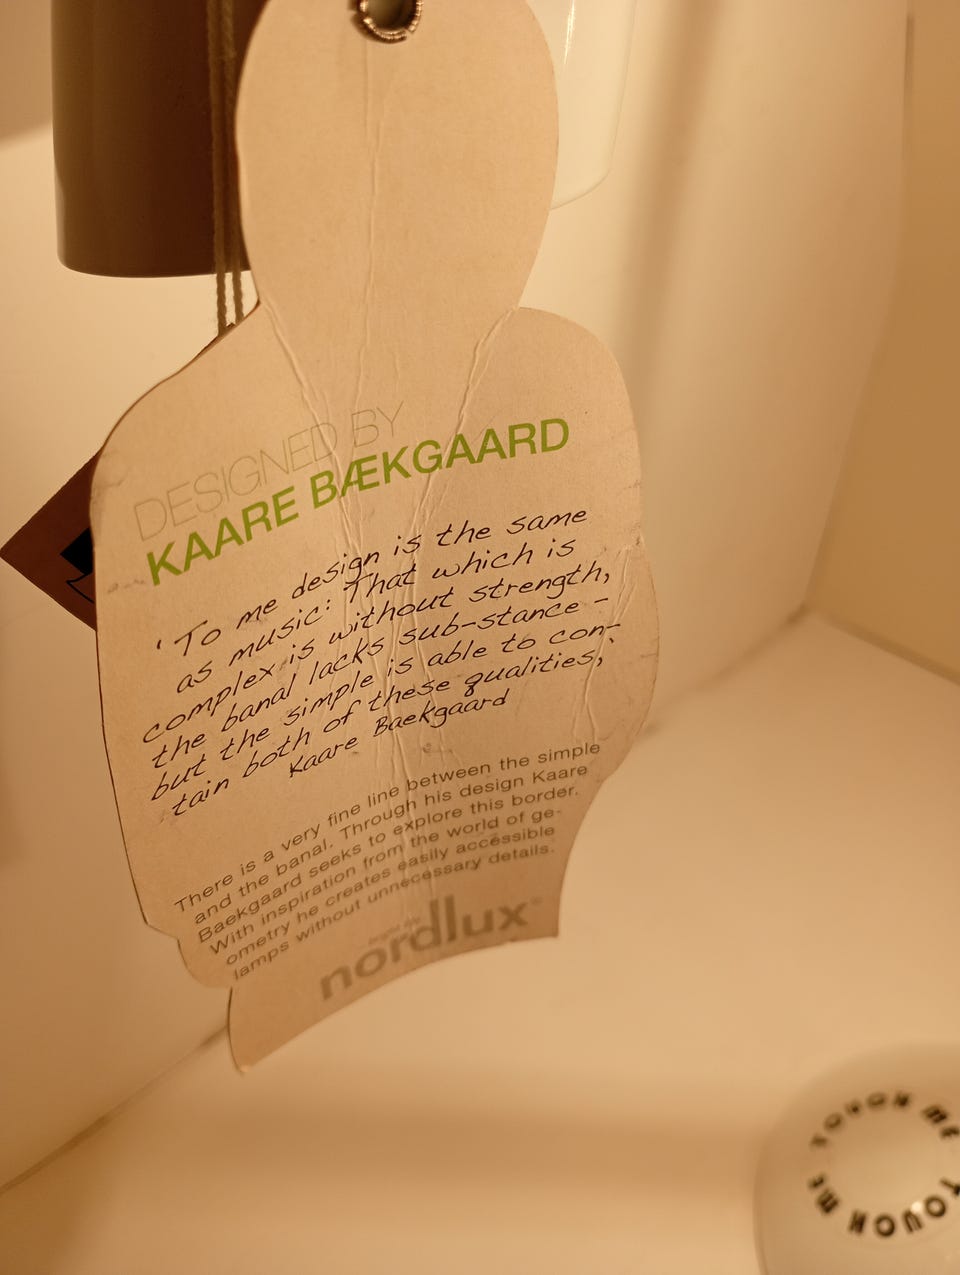 DESIGNED BY
KAARE BÆKGAARD
'To me design is the same
as music: That which is
complex is without strength,
the banal lacks sub-stance -
but the simple is able to con-
tain both of these qualities,'
Kaare Baekgaard
There is a very fine line between the simple
and the banal. Through his design Kaare
Baekgaard seeks to explore this border.
With inspiration from the world of ge-
ometry he creates easily accessible
lamps without unnecessary details.
nordlux
TOUCH ME TOUCH ME TOUCH ME